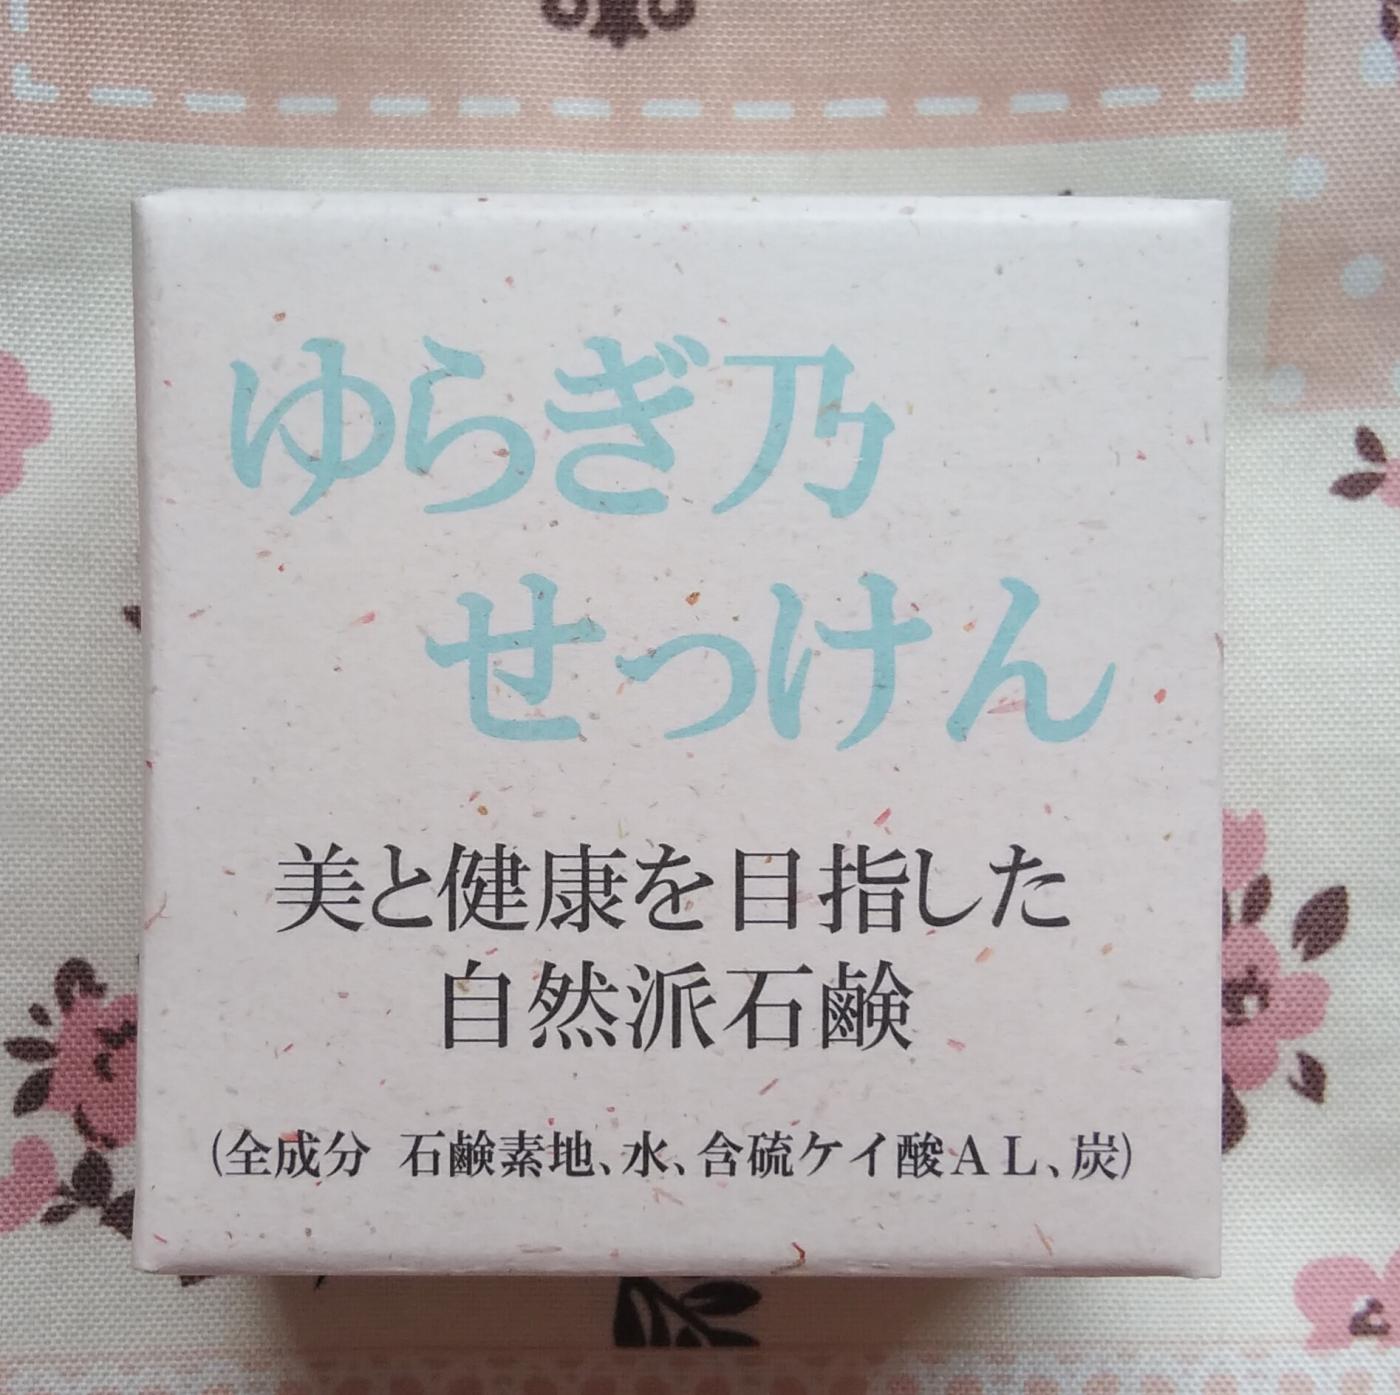 ゆらぎ乃
せっけん
美と健康を目指した
自然派石鹸
(全成分 石鹸素地、水、含硫ケイ酸AL、炭)